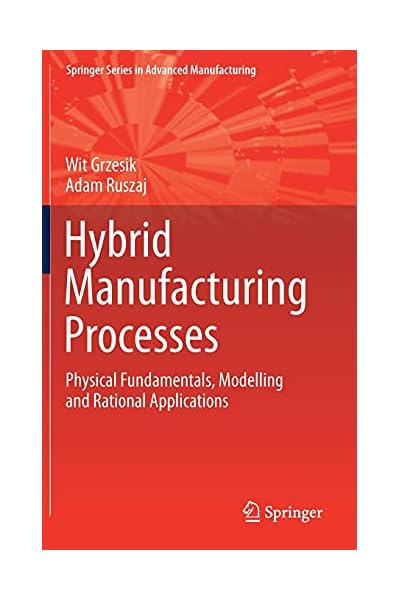 Springer Series in Advanced Manufacturing
Wit Grzesik
Adam Ruszaj
Hybrid
Manufacturing
Processes
Physical Fundamentals, Modelling
and Rational Applications
Springer